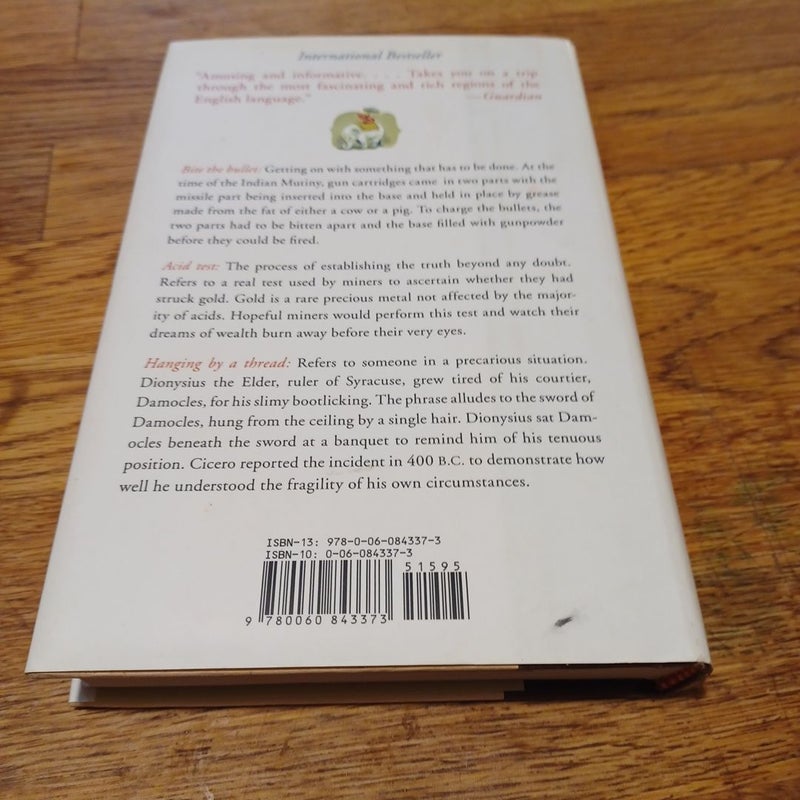 International Bestseller
"Amusing and informative. . . . Takes you on a trip
through the most fascinating and rich regions of the
English language."
—Guardian
Bite the bullet: Getting on with something that has to be done. At the
time of the Indian Mutiny, gun cartridges came in two parts with the
missile part being inserted into the base and held in place by grease
made from the fat of either a cow or a pig. To charge the bullets, the
two parts had to be bitten apart and the base filled with gunpowder
before they could be fired.
Acid test: The process of establishing the truth beyond any doubt.
Refers to a real test used by miners to ascertain whether they had
struck gold. Gold is a rare precious metal not affected by the major-
ity of acids. Hopeful miners would perform this test and watch their
dreams of wealth burn away before their very eyes.
Hanging by a thread: Refers to someone in a precarious situation.
Dionysius the Elder, ruler of Syracuse, grew tired of his courtier,
Damocles, for his slimy bootlicking. The phrase alludes to the sword of
Damocles, hung from the ceiling by a single hair. Dionysius sat Dam-
ocles beneath the sword at a banquet to remind him of his tenuous
position. Cicero reported the incident in 400 B.C. to demonstrate how
well he understood the fragility of his own circumstances.
ISBN-13: 978-0-06-084337-3
ISBN-10: 0-06-084337-3
51595
9 780060 843373